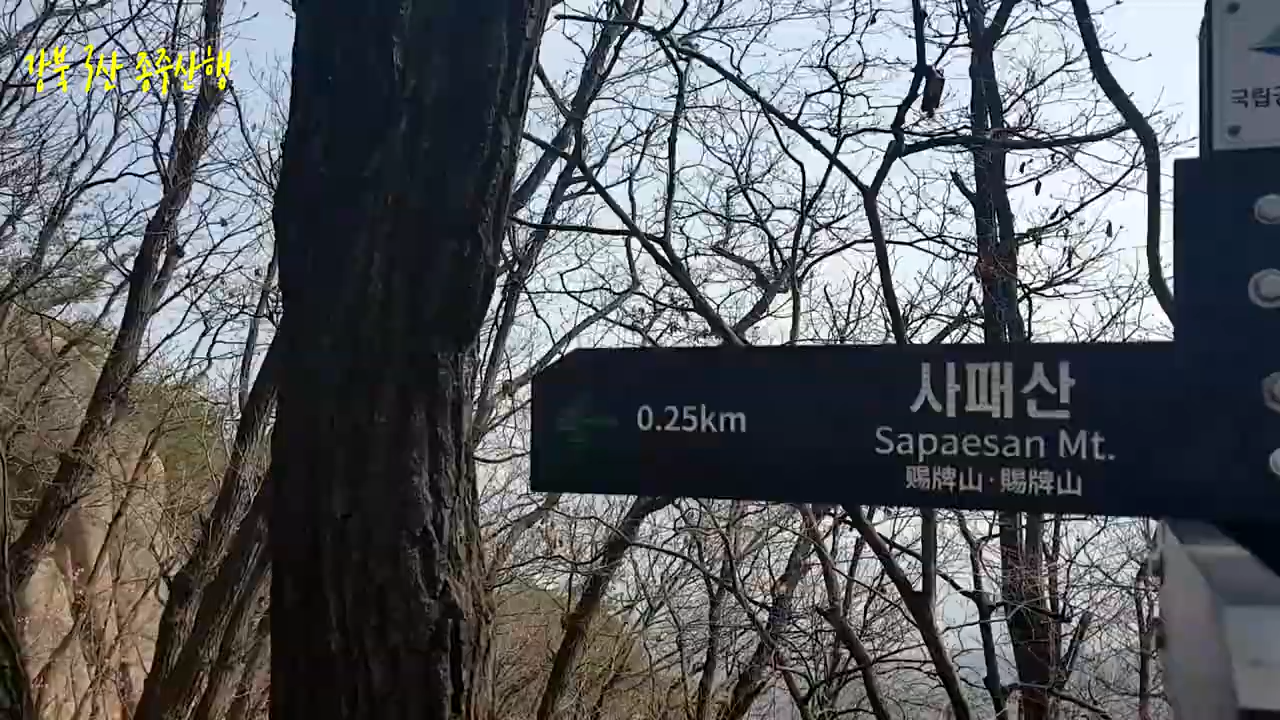 강북 5산 종주산행
국립공
0.25km
사패산
Sapaesan Mt.
赐牌山·賜牌山